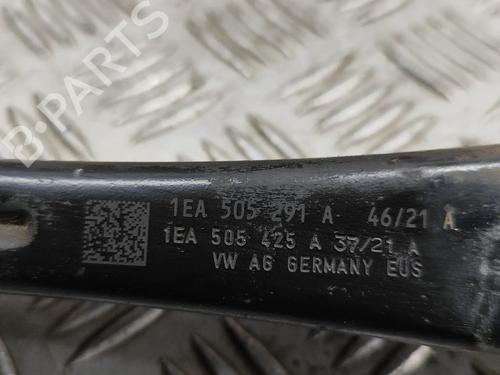 B-PARTS
1EA 505 291 A 46/21 A
1EA 505 425 A 37/21 A
VW AG GERMANY EUS